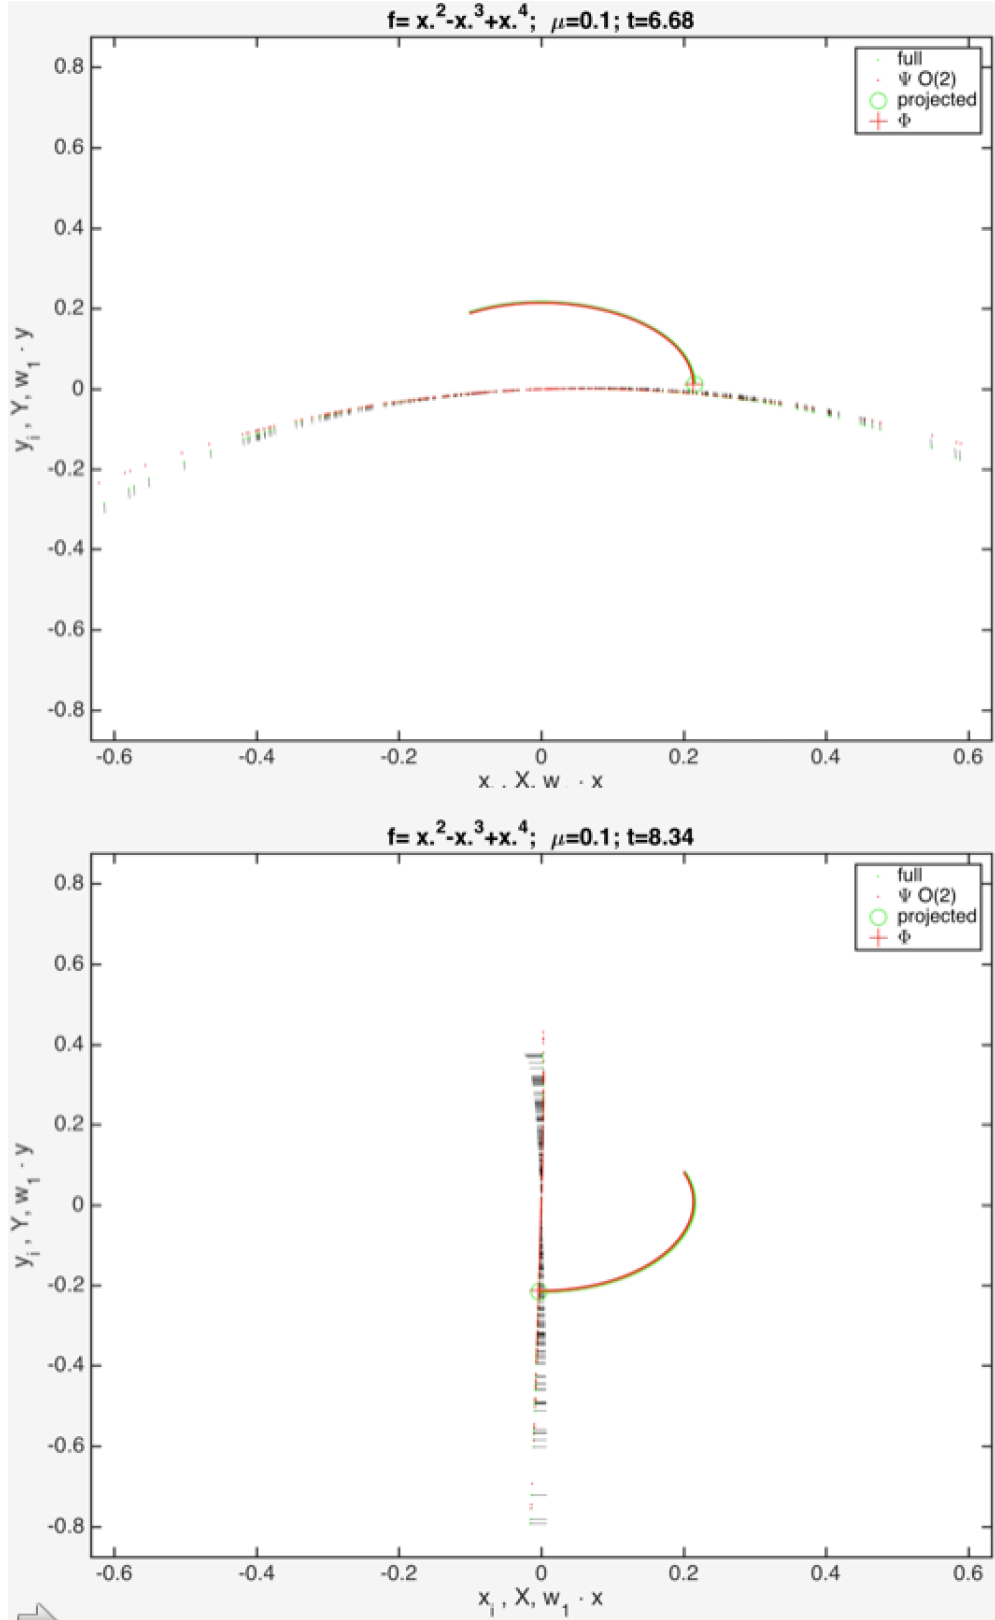 f= x.²-x.³+x.⁴; μ=0.1; t=6.68
full
Ψ O(2)
projected
Φ
0.8
0.6
0.4
0.2
0
-0.2
-0.4
-0.6
-0.8
y_i , Y, w_1 · y
-0.6 -0.4 -0.2 0 0.2 0.4 0.6
x , X, w · x
f= x.²-x.³+x.⁴; μ=0.1; t=8.34
full
Ψ O(2)
projected
Φ
0.8
0.6
0.4
0.2
0
-0.2
-0.4
-0.6
-0.8
y_i , Y, w_1 · y
-0.6 -0.4 -0.2 0 0.2 0.4 0.6
x_i , X, w_1 · x